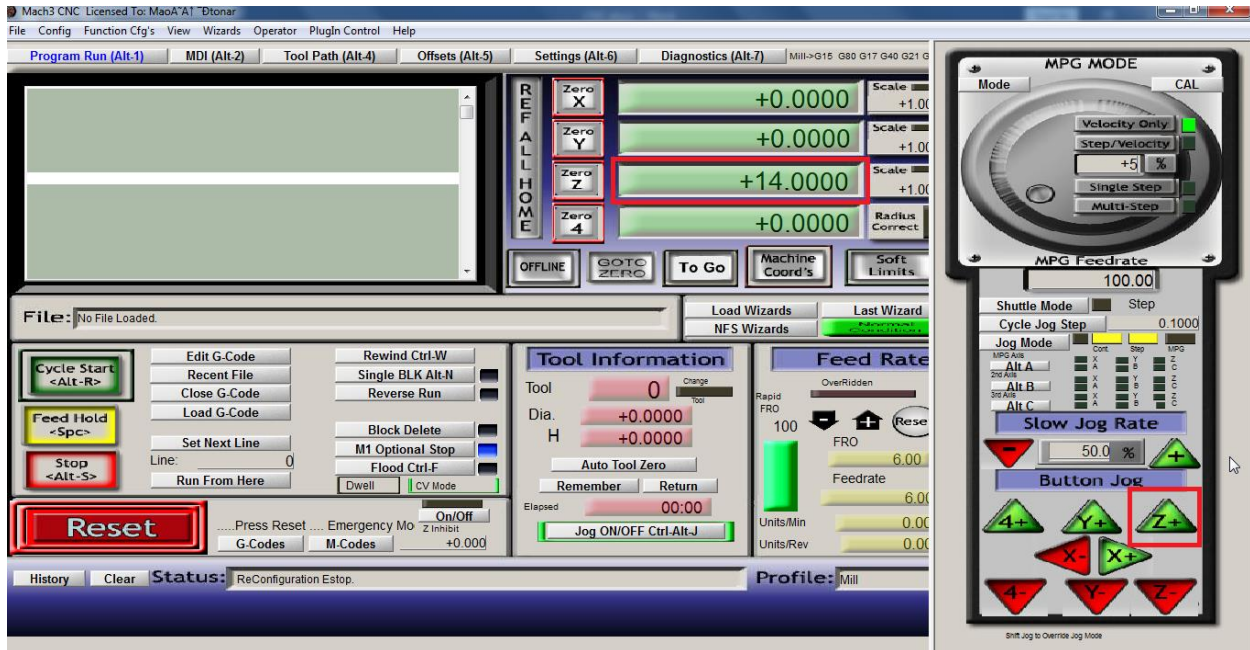 Mach3 CNC Licensed To:
File Config Function Cfg's View Wizards Operator PlugIn Control Help
Program Run (Alt-1) MDI (Alt-2) Tool Path (Alt-4) Offsets (Alt-5) Settings (Alt-6) Diagnostics (Alt-7) Mill->G15 G80 G17 G40 G21
REF ALL HOME
Zero X +0.0000 Scale +1.00
Zero Y +0.0000 Scale +1.00
Zero Z +14.0000 Scale +1.00
Zero 4 +0.0000 Radius Correct
OFFLINE GOTO ZERO To Go Machine Coord's Soft Limits
File: No File Loaded.
Load Wizards Last Wizard
NFS Wizards Normal Condition
Cycle Start <Alt-R>
Feed Hold <Spc>
Stop <Alt-S>
Edit G-Code
Recent File
Close G-Code
Load G-Code
Set Next Line
Line: 0
Run From Here
Rewind Ctrl-W
Single BLK Alt-N
Reverse Run
Block Delete
M1 Optional Stop
Flood Ctrl-F
Dwell CV Mode
Reset
.....Press Reset .... Emergency Mo
On/Off
Z Inhibit
G-Codes M-Codes +0.000
Tool Information
Tool 0 Change Tool
Dia. +0.0000
H +0.0000
Auto Tool Zero
Remember Return
Elapsed 00:00
Jog ON/OFF Ctrl-Alt-J
Feed Rate
OverRidden
Rapid FRO
100
Rese
FRO
6.00
Feedrate
6.00
Units/Min 0.00
Units/Rev 0.00
History Clear Status: ReConfiguration Estop.
Profile: Mill
MPG MODE
Mode CAL
Velocity Only
Step/Velocity
+5 %
Single Step
Multi-Step
MPG Feedrate
100.00
Shuttle Mode Step
Cycle Jog Step 0.1000
Jog Mode Cont. Step MPG
MPG Axis
Alt A X Y Z
A B C
2nd Axis
Alt B X Y Z
A B C
3rd Axis
Alt C X Y Z
A B C
Slow Jog Rate
- 50.0 % +
Button Jog
4+ Y+ Z+
X- X+
4- Y- Z-
Shift Jog to Override Jog Mode